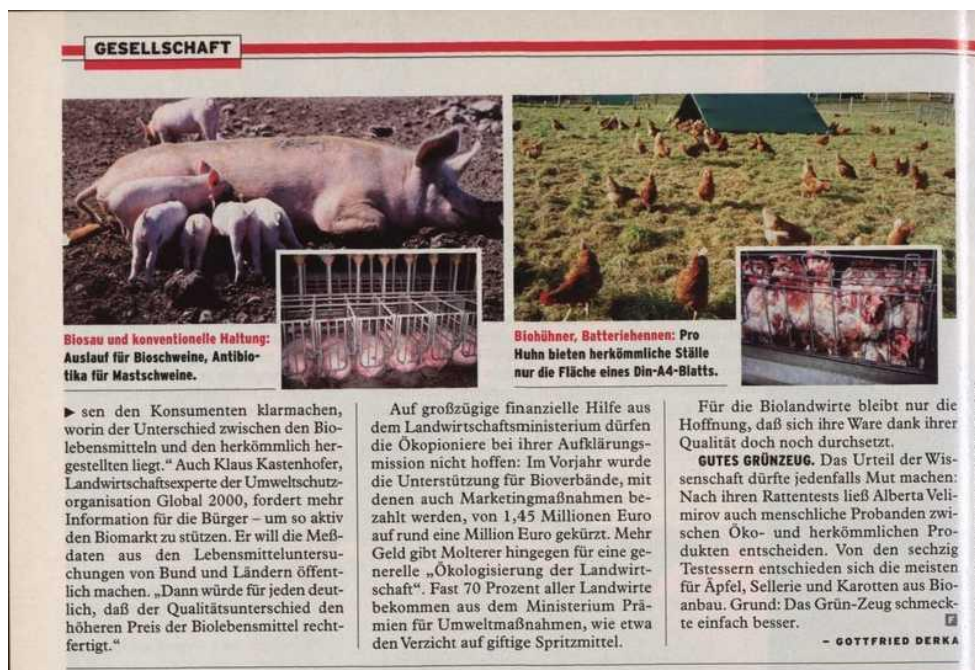 GESELLSCHAFT
Biosau und konventionelle Haltung:
Auslauf für Bioschweine, Antibio-
tika für Mastschweine.
Biohühner, Batteriehennen: Pro
Huhn bieten herkömmliche Ställe
nur die Fläche eines Din-A4-Blatts.
▶ sen den Konsumenten klarmachen,
worin der Unterschied zwischen den Bio-
lebensmitteln und den herkömmlich her-
gestellten liegt.“ Auch Klaus Kastenhofer,
Landwirtschaftsexperte der Umweltschutz-
organisation Global 2000, fordert mehr
Information für die Bürger – um so aktiv
den Biomarkt zu stützen. Er will die Meß-
daten aus den Lebensmitteluntersu-
chungen von Bund und Ländern öffent-
lich machen. „Dann würde für jeden deut-
lich, daß der Qualitätsunterschied den
höheren Preis der Biolebensmittel recht-
fertigt.“
Auf großzügige finanzielle Hilfe aus
dem Landwirtschaftsministerium dürfen
die Ökopioniere bei ihrer Aufklärungs-
mission nicht hoffen: Im Vorjahr wurde
die Unterstützung für Bioverbände, mit
denen auch Marketingmaßnahmen be-
zahlt werden, von 1,45 Millionen Euro
auf rund eine Million Euro gekürzt. Mehr
Geld gibt Molterer hingegen für eine ge-
nerelle „Ökologisierung der Landwirt-
schaft“. Fast 70 Prozent aller Landwirte
bekommen aus dem Ministerium Prä-
mien für Umweltmaßnahmen, wie etwa
den Verzicht auf giftige Spritzmittel.
Für die Biolandwirte bleibt nur die
Hoffnung, daß sich ihre Ware dank ihrer
Qualität doch noch durchsetzt.
GUTES GRÜNZEUG. Das Urteil der Wis-
senschaft dürfte jedenfalls Mut machen:
Nach ihren Rattentests ließ Alberta Veli-
mirov auch menschliche Probanden zwi-
schen Öko- und herkömmlichen Pro-
dukten entscheiden. Von den sechzig
Testessern entschieden sich die meisten
für Äpfel, Sellerie und Karotten aus Bio-
anbau. Grund: Das Grün-Zeug schmeck-
te einfach besser. F
– GOTTFRIED DERKA